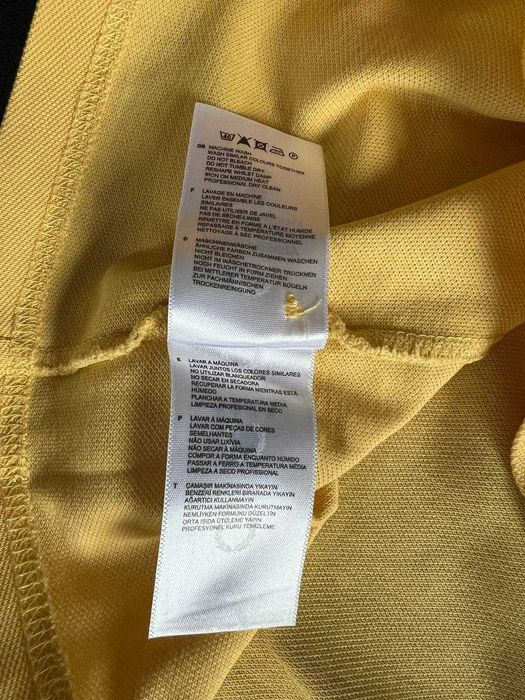 GB MACHINE WASH
WASH SIMILAR COLOURS TOGETHER
DO NOT BLEACH
DO NOT TUMBLE DRY
RESHAPE WHILST DAMP
IRON ON MEDIUM HEAT
PROFESSIONAL DRY CLEAN
F LAVAGE EN MACHINE
LAVER ENSEMBLE LES COULEURS
SIMILAIRES
NE PAS UTILISER DE JAVEL
PAS DE SÈCHE-LINGE
REMETTRE EN FORME À L'ÉTAT HUMIDE
REPASSAGE À TEMPÉRATURE MOYENNE
NETTOYAGE À SEC PROFESSIONNEL
D MASCHINENWÄSCHE
ÄHNLICHE FARBEN ZUSAMMEN WASCHEN
NICHT BLEICHEN
NICHT IM WÄSCHETROCKNER TROCKNEN
NOCH FEUCHT IN FORM ZIEHEN
BEI MITTLERER TEMPERATUR BÜGELN
ZUR FACHMÄNNISCHEN
TROCKENREINIGUNG
E LAVAR A MÁQUINA
LAVAR JUNTOS LOS COLORES SIMILARES
NO UTILIZAR BLANQUEADOR
NO SECAR EN SECADORA
RECUPERAR LA FORMA MIENTRAS ESTÁ
HÚMEDO
PLANCHAR A TEMPERATURA MEDIA
LIMPIEZA PROFESIONAL EN SECO
P LAVAR À MÁQUINA
LAVAR COM PEÇAS DE CORES
SEMELHANTES
NÃO USAR LIXÍVIA
NÃO SECAR NA MÁQUINA
COMPOR A FORMA ENQUANTO HÚMIDO
PASSAR A FERRO A TEMPERATURA MÉDIA
LIMPEZA A SECO PROFISSIONAL
T ÇAMAŞIR MAKİNASINDA YIKAYIN
BENZERİ RENKLERİ BİRARADA YIKAYIN
AĞARTICI KULLANMAYIN
KURUTMA MAKİNASINDA KURUTMAYIN
NEMLİYKEN FORMUNU DÜZELTİN
ORTA ISIDA ÜTÜLEME YAPIN
PROFESYONEL KURU TEMİZLEME